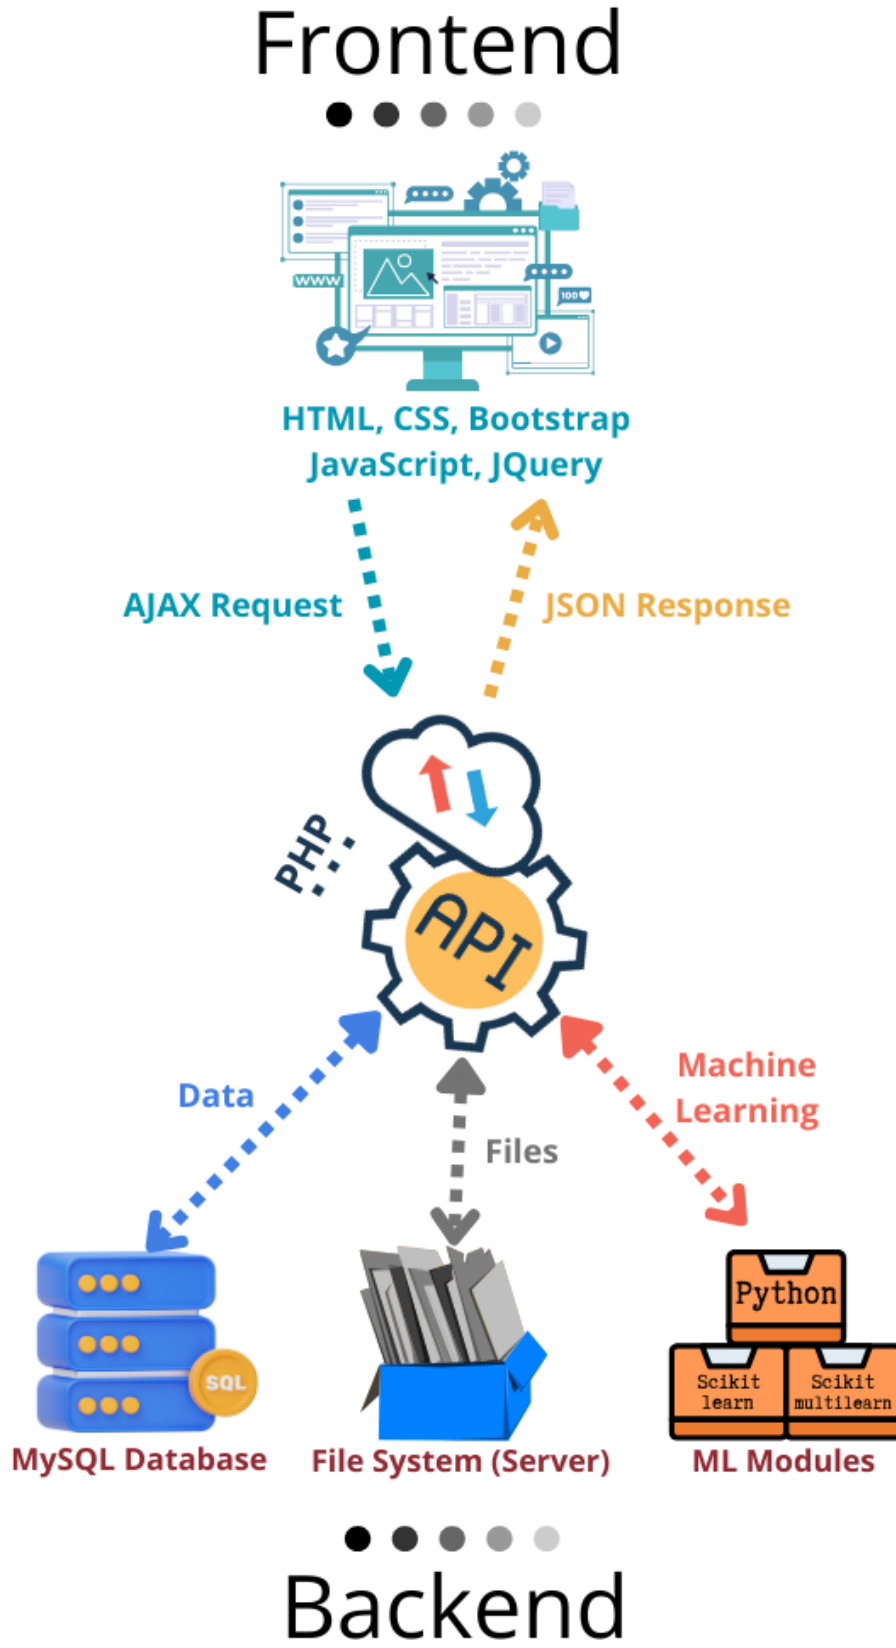 Frontend
WWW
100
HTML, CSS, Bootstrap
JavaScript, JQuery
AJAX Request
JSON Response
PHP
API
Machine
Learning
Data
Files
Python
Scikit
learn
Scikit
multilearn
SQL
MySQL Database
File System (Server)
ML Modules
Backend